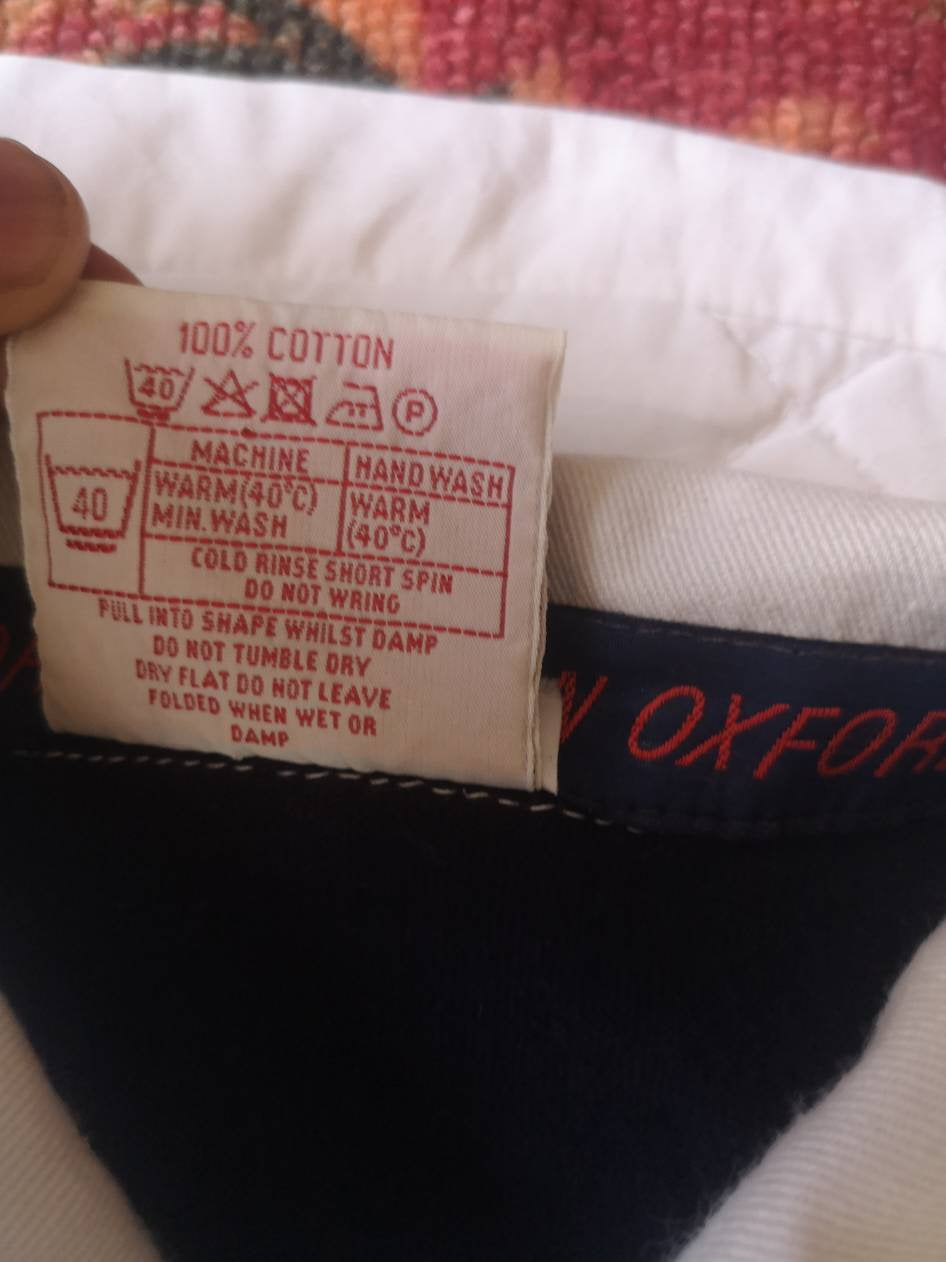 100% COTTON
40
P
MACHINE
HAND WASH
40
WARM(40°C)
MIN.WASH
WARM
(40°C)
COLD RINSE SHORT SPIN
DO NOT WRING
PULL INTO SHAPE WHILST DAMP
DO NOT TUMBLE DRY
DRY FLAT DO NOT LEAVE
FOLDED WHEN WET OR
DAMP
OXFOR